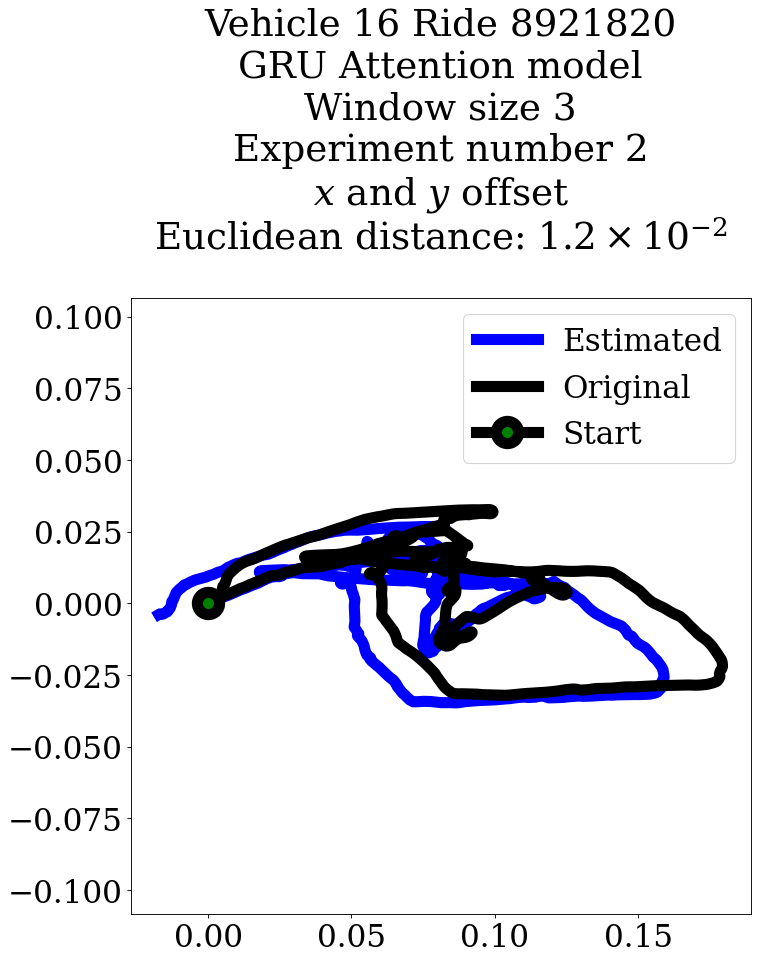 Vehicle 16 Ride 8921820
GRU Attention model
Window size 3
Experiment number 2
x and y offset
Euclidean distance: 1.2 × 10⁻²
Estimated
Original
Start
0.100
0.075
0.050
0.025
0.000
−0.025
−0.050
−0.075
−0.100
0.00 0.05 0.10 0.15